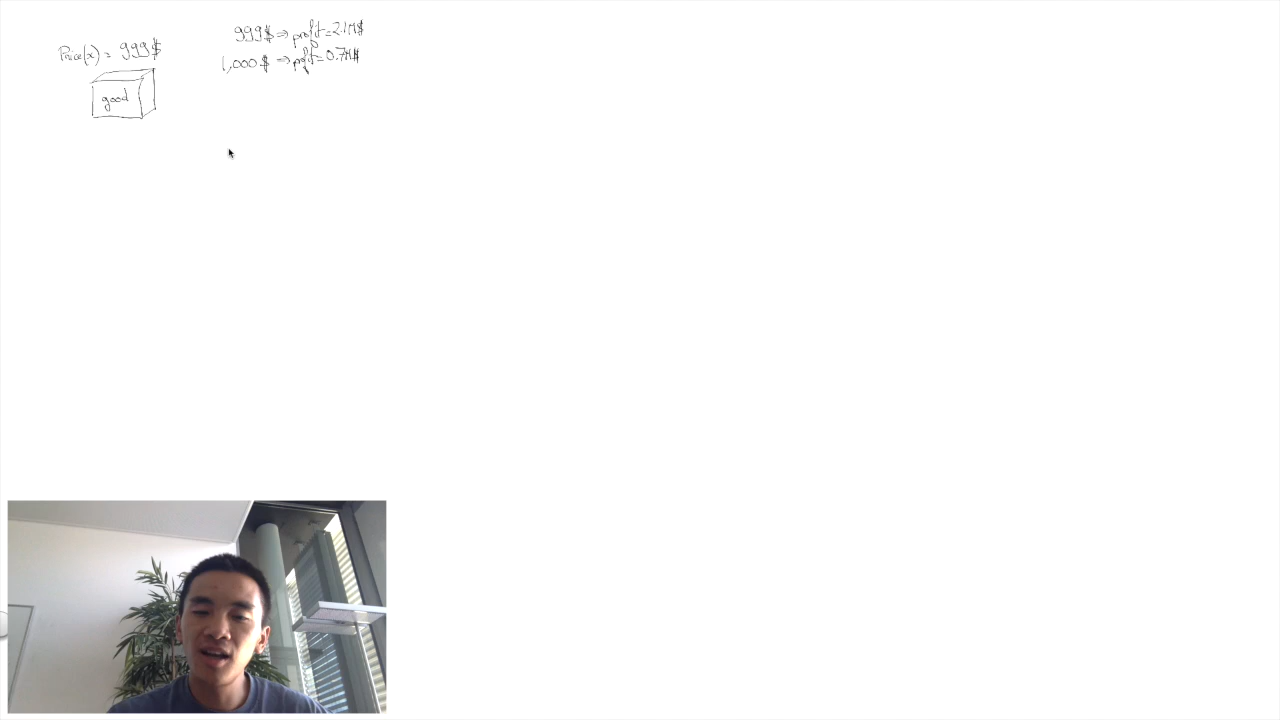 Price(x) = 999$
good
999$ ⇒ profit = 2.1M$
1,000$ ⇒ profit = 0.7M$